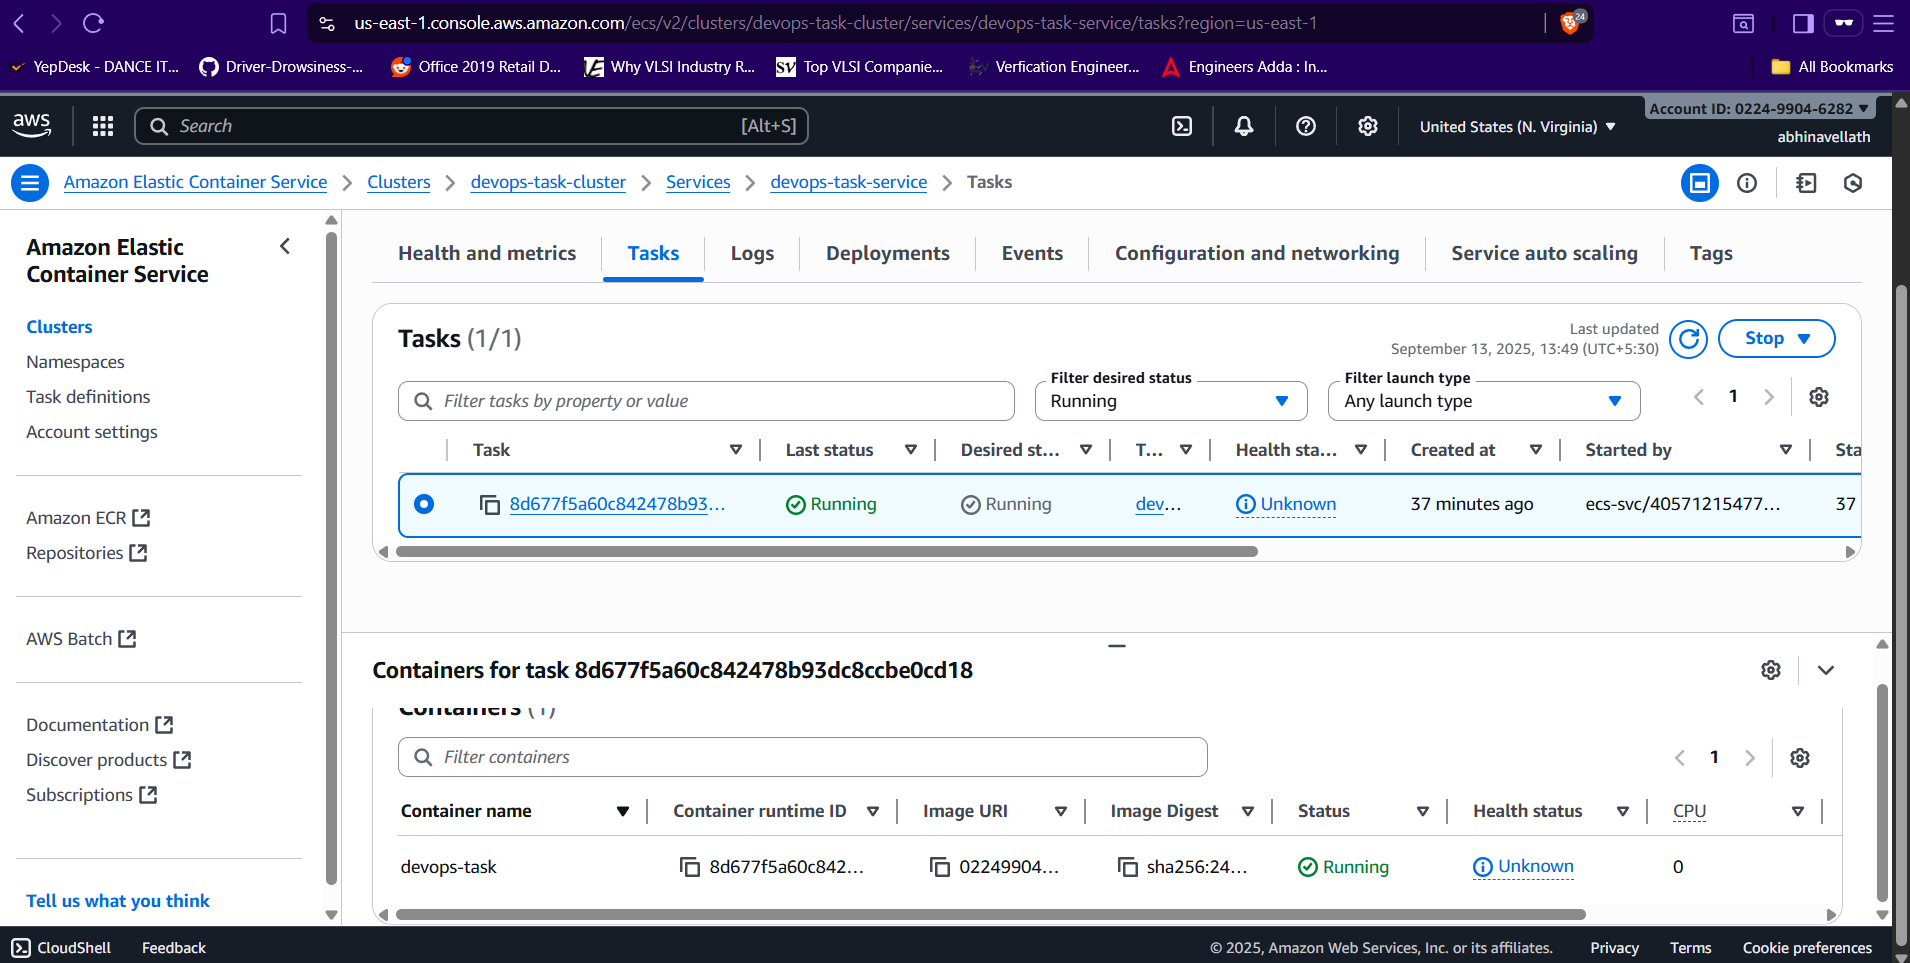 us-east-1.console.aws.amazon.com/ecs/v2/clusters/devops-task-cluster/services/devops-task-service/tasks?region=us-east-1
24
YepDesk - DANCE IT... Driver-Drowsiness-... Office 2019 Retail D... Why VLSI Industry R... SV Top VLSI Companie... Verfication Engineer... Engineers Adda : In... All Bookmarks
aws Search [Alt+S] United States (N. Virginia) Account ID: 0224-9904-6282
abhinavellath
Amazon Elastic Container Service Clusters devops-task-cluster Services devops-task-service Tasks
Amazon Elastic
Container Service
Clusters
Namespaces
Task definitions
Account settings
Amazon ECR
Repositories
AWS Batch
Documentation
Discover products
Subscriptions
Tell us what you think
Health and metrics Tasks Logs Deployments Events Configuration and networking Service auto scaling Tags
Tasks (1/1)
Last updated
September 13, 2025, 13:49 (UTC+5:30)
Stop
Filter tasks by property or value
Filter desired status
Running
Filter launch type
Any launch type
1
Task Last status Desired st... T... Health sta... Created at Started by Sta
8d677f5a60c842478b93... Running Running dev... Unknown 37 minutes ago ecs-svc/40571215477... 37
Containers for task 8d677f5a60c842478b93dc8ccbe0cd18
Containers (1)
Filter containers
1
Container name Container runtime ID Image URI Image Digest Status Health status CPU
devops-task 8d677f5a60c842... 02249904... sha256:24... Running Unknown 0
CloudShell Feedback © 2025, Amazon Web Services, Inc. or its affiliates. Privacy Terms Cookie preferences